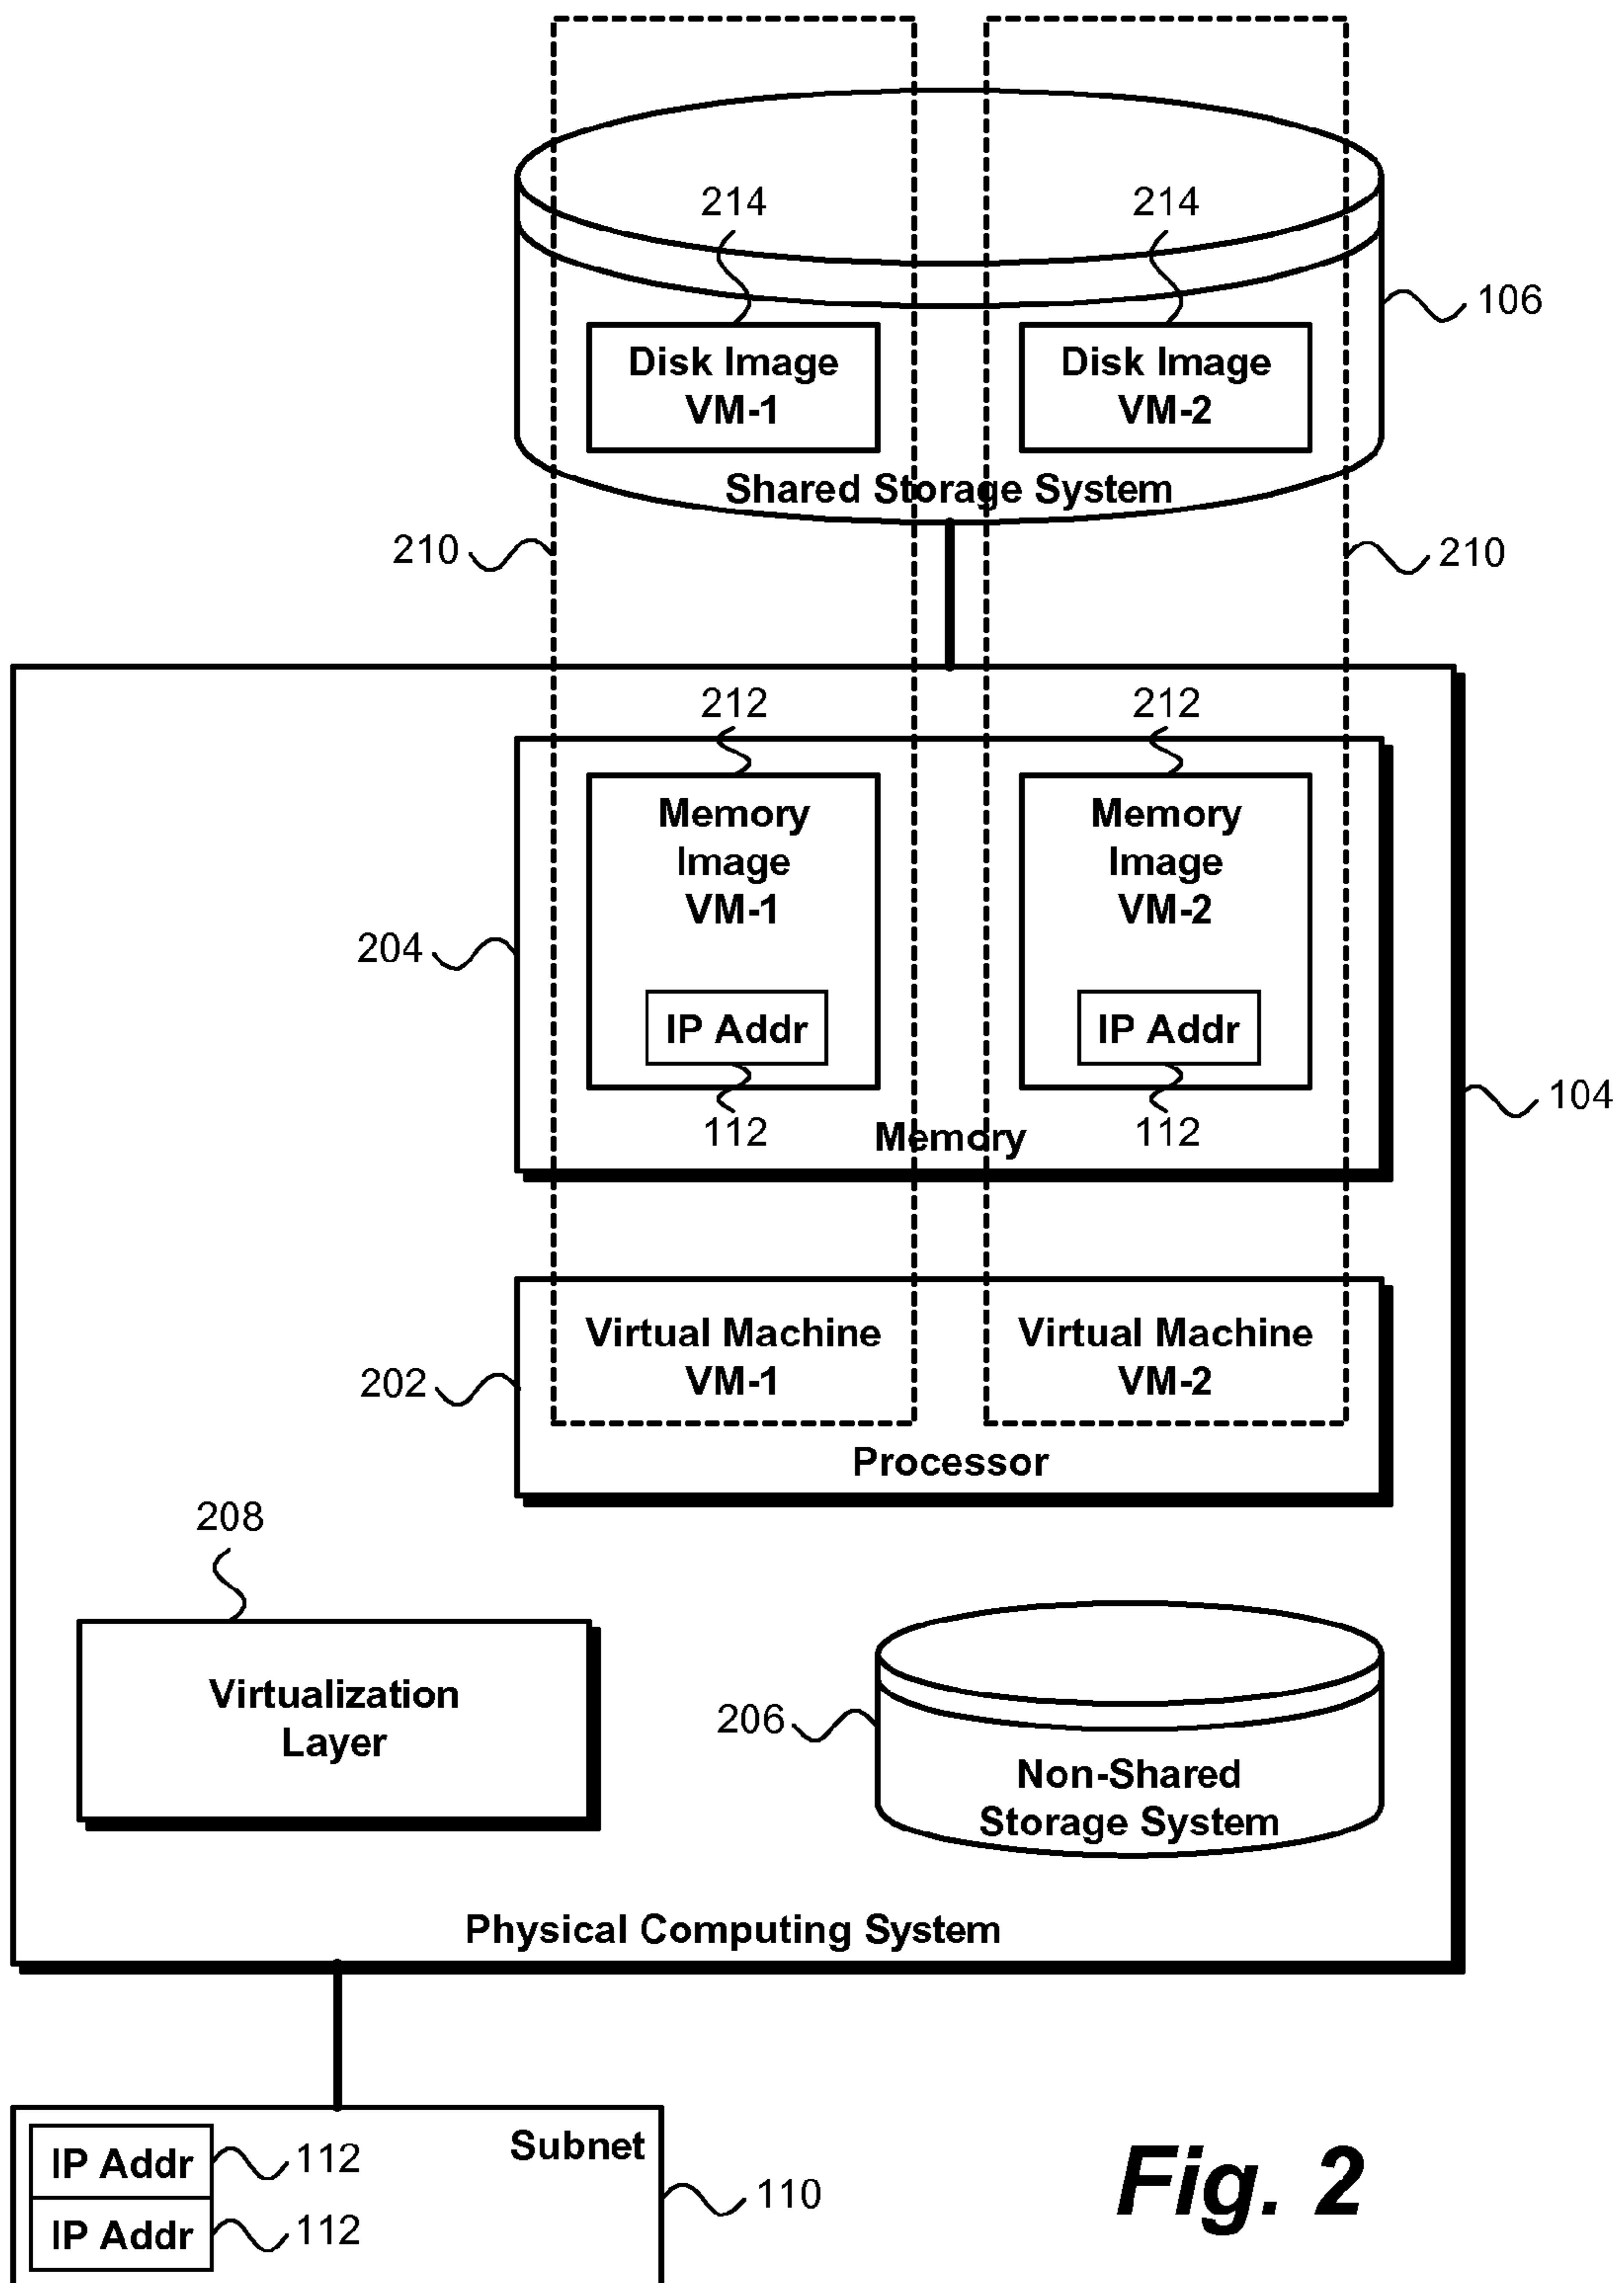 214
214
106
Disk Image
VM-1
Disk Image
VM-2
Shared Storage System
210
210
212
212
Memory
Image
VM-1
Memory
Image
VM-2
204
IP Addr
IP Addr
104
112
112
Memory
Virtual Machine
VM-1
Virtual Machine
VM-2
202
Processor
208
Virtualization
Layer
206
Non-Shared
Storage System
Physical Computing System
Subnet
IP Addr
112
110
IP Addr
112
Fig. 2